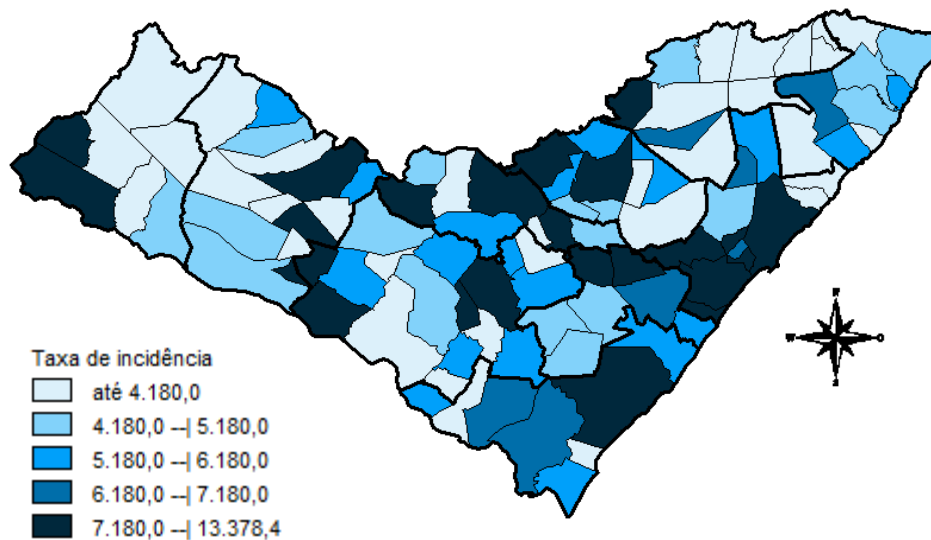 Taxa de incidência
até 4.180,0
4.180,0 --| 5.180,0
5.180,0 --| 6.180,0
6.180,0 --| 7.180,0
7.180,0 --| 13.378,4